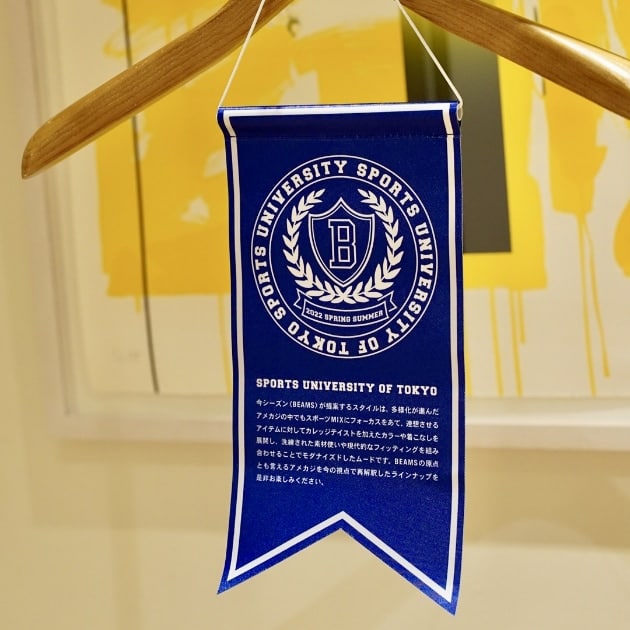 SPORTS UNIVERSITY SPORTS UNIVERSITY OF TOKYO SPORTS UNIVERSITY OF TOKYO
B
2022 SPRING SUMMER
SPORTS UNIVERSITY OF TOKYO
今シーズン〈BEAMS〉が提案するスタイルは、多様化が進んだ
アメカジの中でもスポーツMIXにフォーカスをあて、連想させる
アイテムに対してカレッジテイストを加えたカラーや着こなしを
展開し、洗練された素材使いや現代的なフィッティングを組み
合わせることでモダナイズドしたムードです。BEAMSの原点
とも言えるアメカジを今の視点で再解釈したラインナップを
是非お楽しみください。